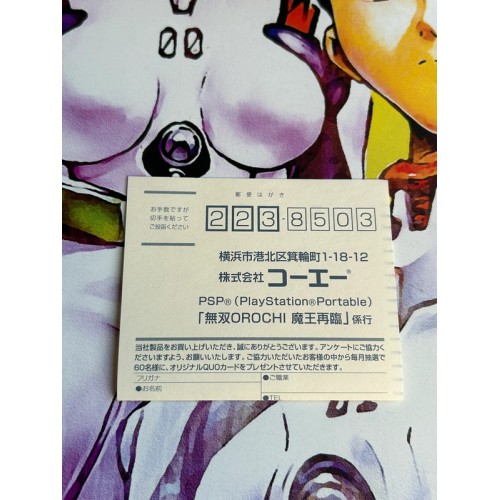 00
郵便はがき
お手数ですが
切手を貼って
ご投函ください
223-8503
横浜市港北区箕輪町1-18-12
株式会社 コーエー®
PSP®(PlayStation®Portable)
「無双OROCHI 魔王再臨」係行
当社製品をお買い上げいただき、誠にありがとうございます。アンケートにご協力く
ださいますよう、お願いいたします。ご協力いただいたお客様の中から毎月抽選で
60名様に、オリジナルQUOカードをプレゼントさせていただきます。
フリガナ
●お名前
●ご職業
●TEL